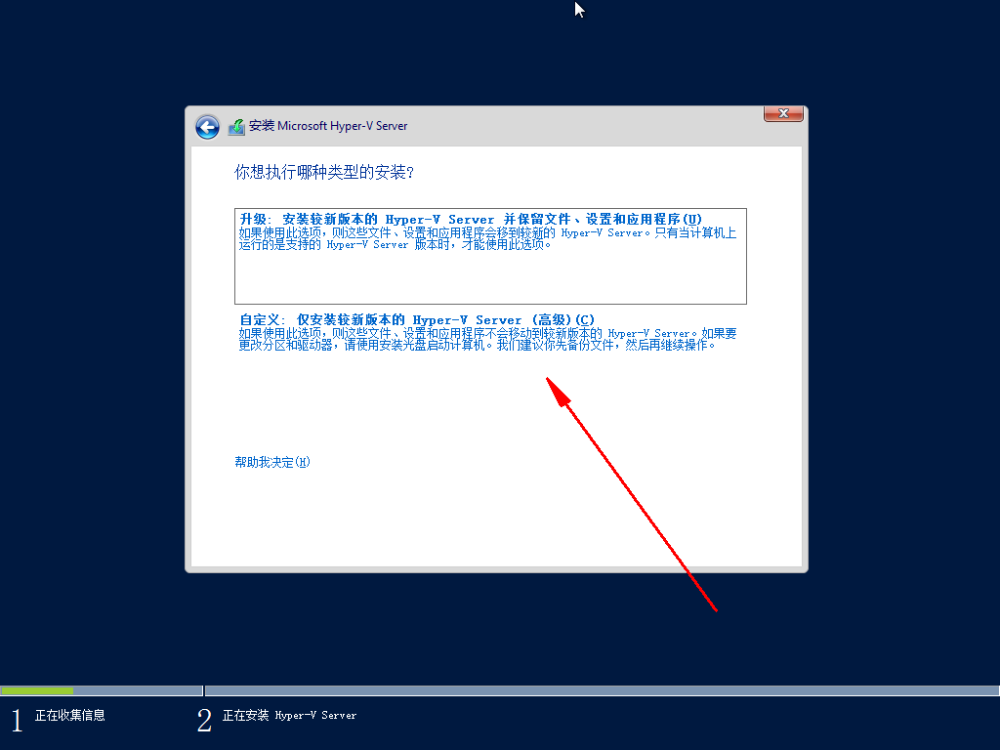 安装 Microsoft Hyper-V Server
你想执行哪种类型的安装?
升级: 安装较新版本的 Hyper-V Server 并保留文件、设置和应用程序(U)
如果使用此选项，则这些文件、设置和应用程序会移到较新的 Hyper-V Server。只有当计算机上
运行的是支持的 Hyper-V Server 版本时，才能使用此选项。
自定义: 仅安装较新版本的 Hyper-V Server (高级)(C)
如果使用此选项，则这些文件、设置和应用程序不会移动到较新版本的 Hyper-V Server。如果要
更改分区和驱动器，请使用安装光盘启动计算机。我们建议你先备份文件，然后再继续操作。
帮助我决定(H)
1 正在收集信息
2 正在安装 Hyper-V Server